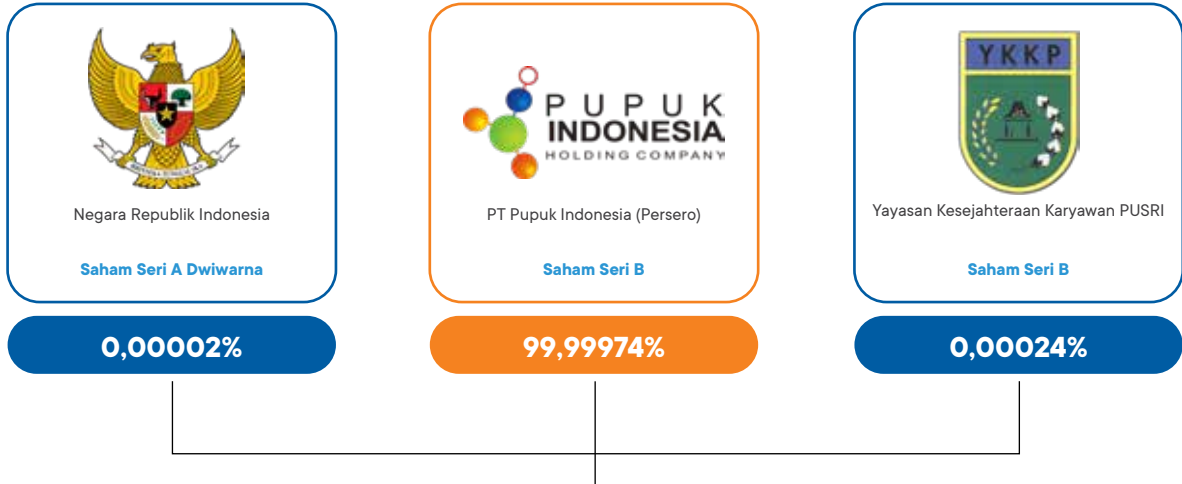 YKKP
PUPUK
INDONESIA
HOLDING COMPANY
Negara Republik Indonesia
PT Pupuk Indonesia (Persero)
Yayasan Kesejahteraan Karyawan PUSRI
Saham Seri A Dwiwarna
Saham Seri B
Saham Seri B
0,00002%
99,99974%
0,00024%